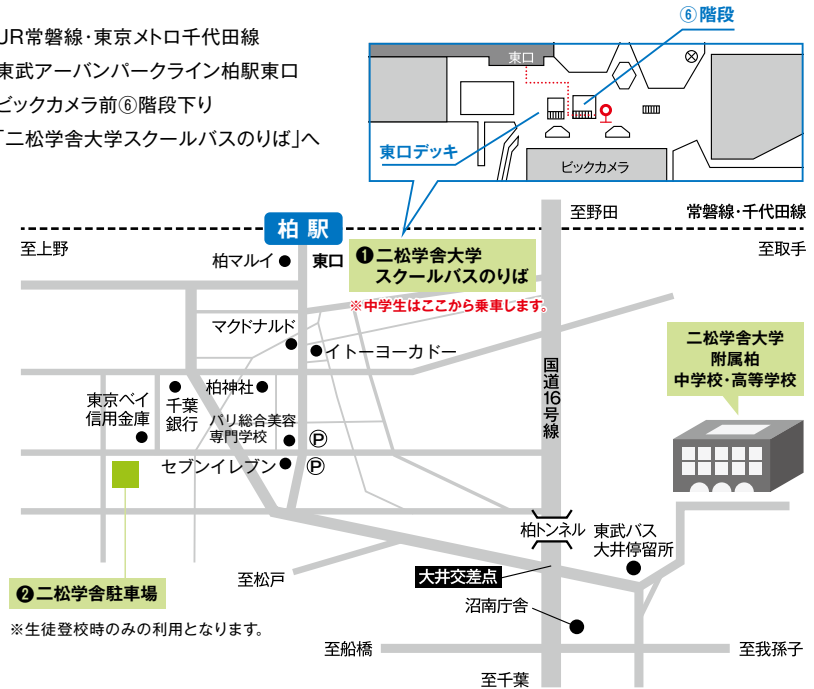 JR常磐線･東京メトロ千代田線
東武アーバンパークライン柏駅東口
ビックカメラ前⑥階段下り
｢二松学舎大学スクールバスのりば｣へ
⑥階段
東口
東口デッキ
ビックカメラ
至野田
常磐線･千代田線
至上野
柏駅
至取手
柏マルイ
東口
❶二松学舎大学
スクールバスのりば
※中学生はここから乗車します。
マクドナルド
イトーヨーカドー
二松学舎大学
附属柏
中学校･高等学校
国道16号線
東京ベイ
信用金庫
千葉
銀行
柏神社
パリ総合美容
専門学校
P
セブンイレブン
P
柏トンネル
東武バス
大井停留所
至松戸
大井交差点
❷二松学舎駐車場
沼南庁舎
※生徒登校時のみの利用となります。
至船橋
至我孫子
至千葉